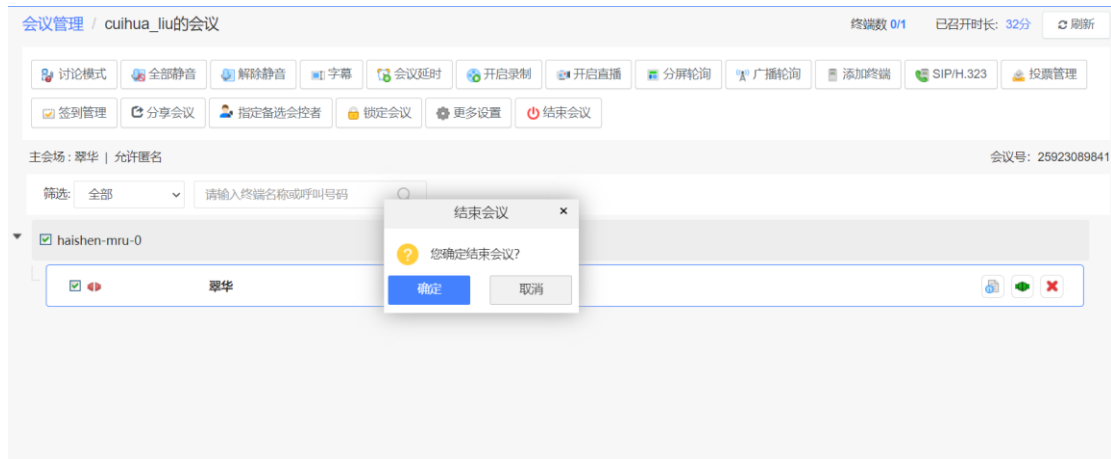 会议管理 / cuihua_liu的会议 终端数 0/1 已召开时长: 32分 刷新
讨论模式 全部静音 解除静音 字幕 会议延时 开启录制 开启直播 分屏轮询 广播轮询 添加终端 SIP/H.323 投票管理
签到管理 分享会议 指定备选会控者 锁定会议 更多设置 结束会议
主会场 : 翠华 | 允许匿名 会议号: 25923089841
筛选: 全部 请输入终端名称或呼叫号码
结束会议 ×
haishen-mru-0
您确定结束会议?
翠华
确定 取消